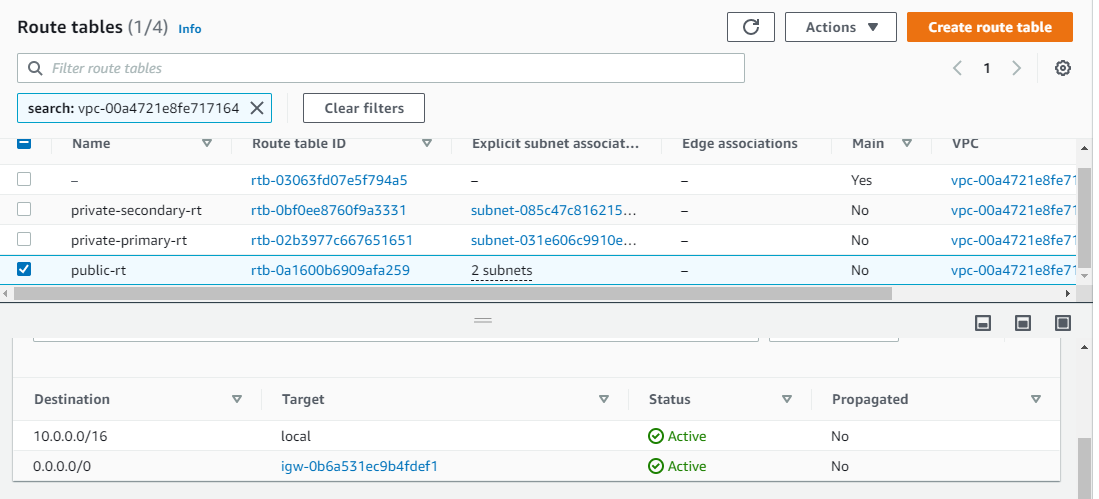 Route tables (1/4) Info
Actions
Create route table
Filter route tables
1
search: vpc-00a4721e8fe717164
Clear filters
Name Route table ID Explicit subnet associat... Edge associations Main VPC
– rtb-03063fd07e5f794a5 – – Yes vpc-00a4721e8fe71
private-secondary-rt rtb-0bf0ee8760f9a3331 subnet-085c47c816215... – No vpc-00a4721e8fe71
private-primary-rt rtb-02b3977c667651651 subnet-031e606c9910e... – No vpc-00a4721e8fe71
public-rt rtb-0a1600b6909afa259 2 subnets – No vpc-00a4721e8fe71
Destination Target Status Propagated
10.0.0.0/16 local Active No
0.0.0.0/0 igw-0b6a531ec9b4fdef1 Active No